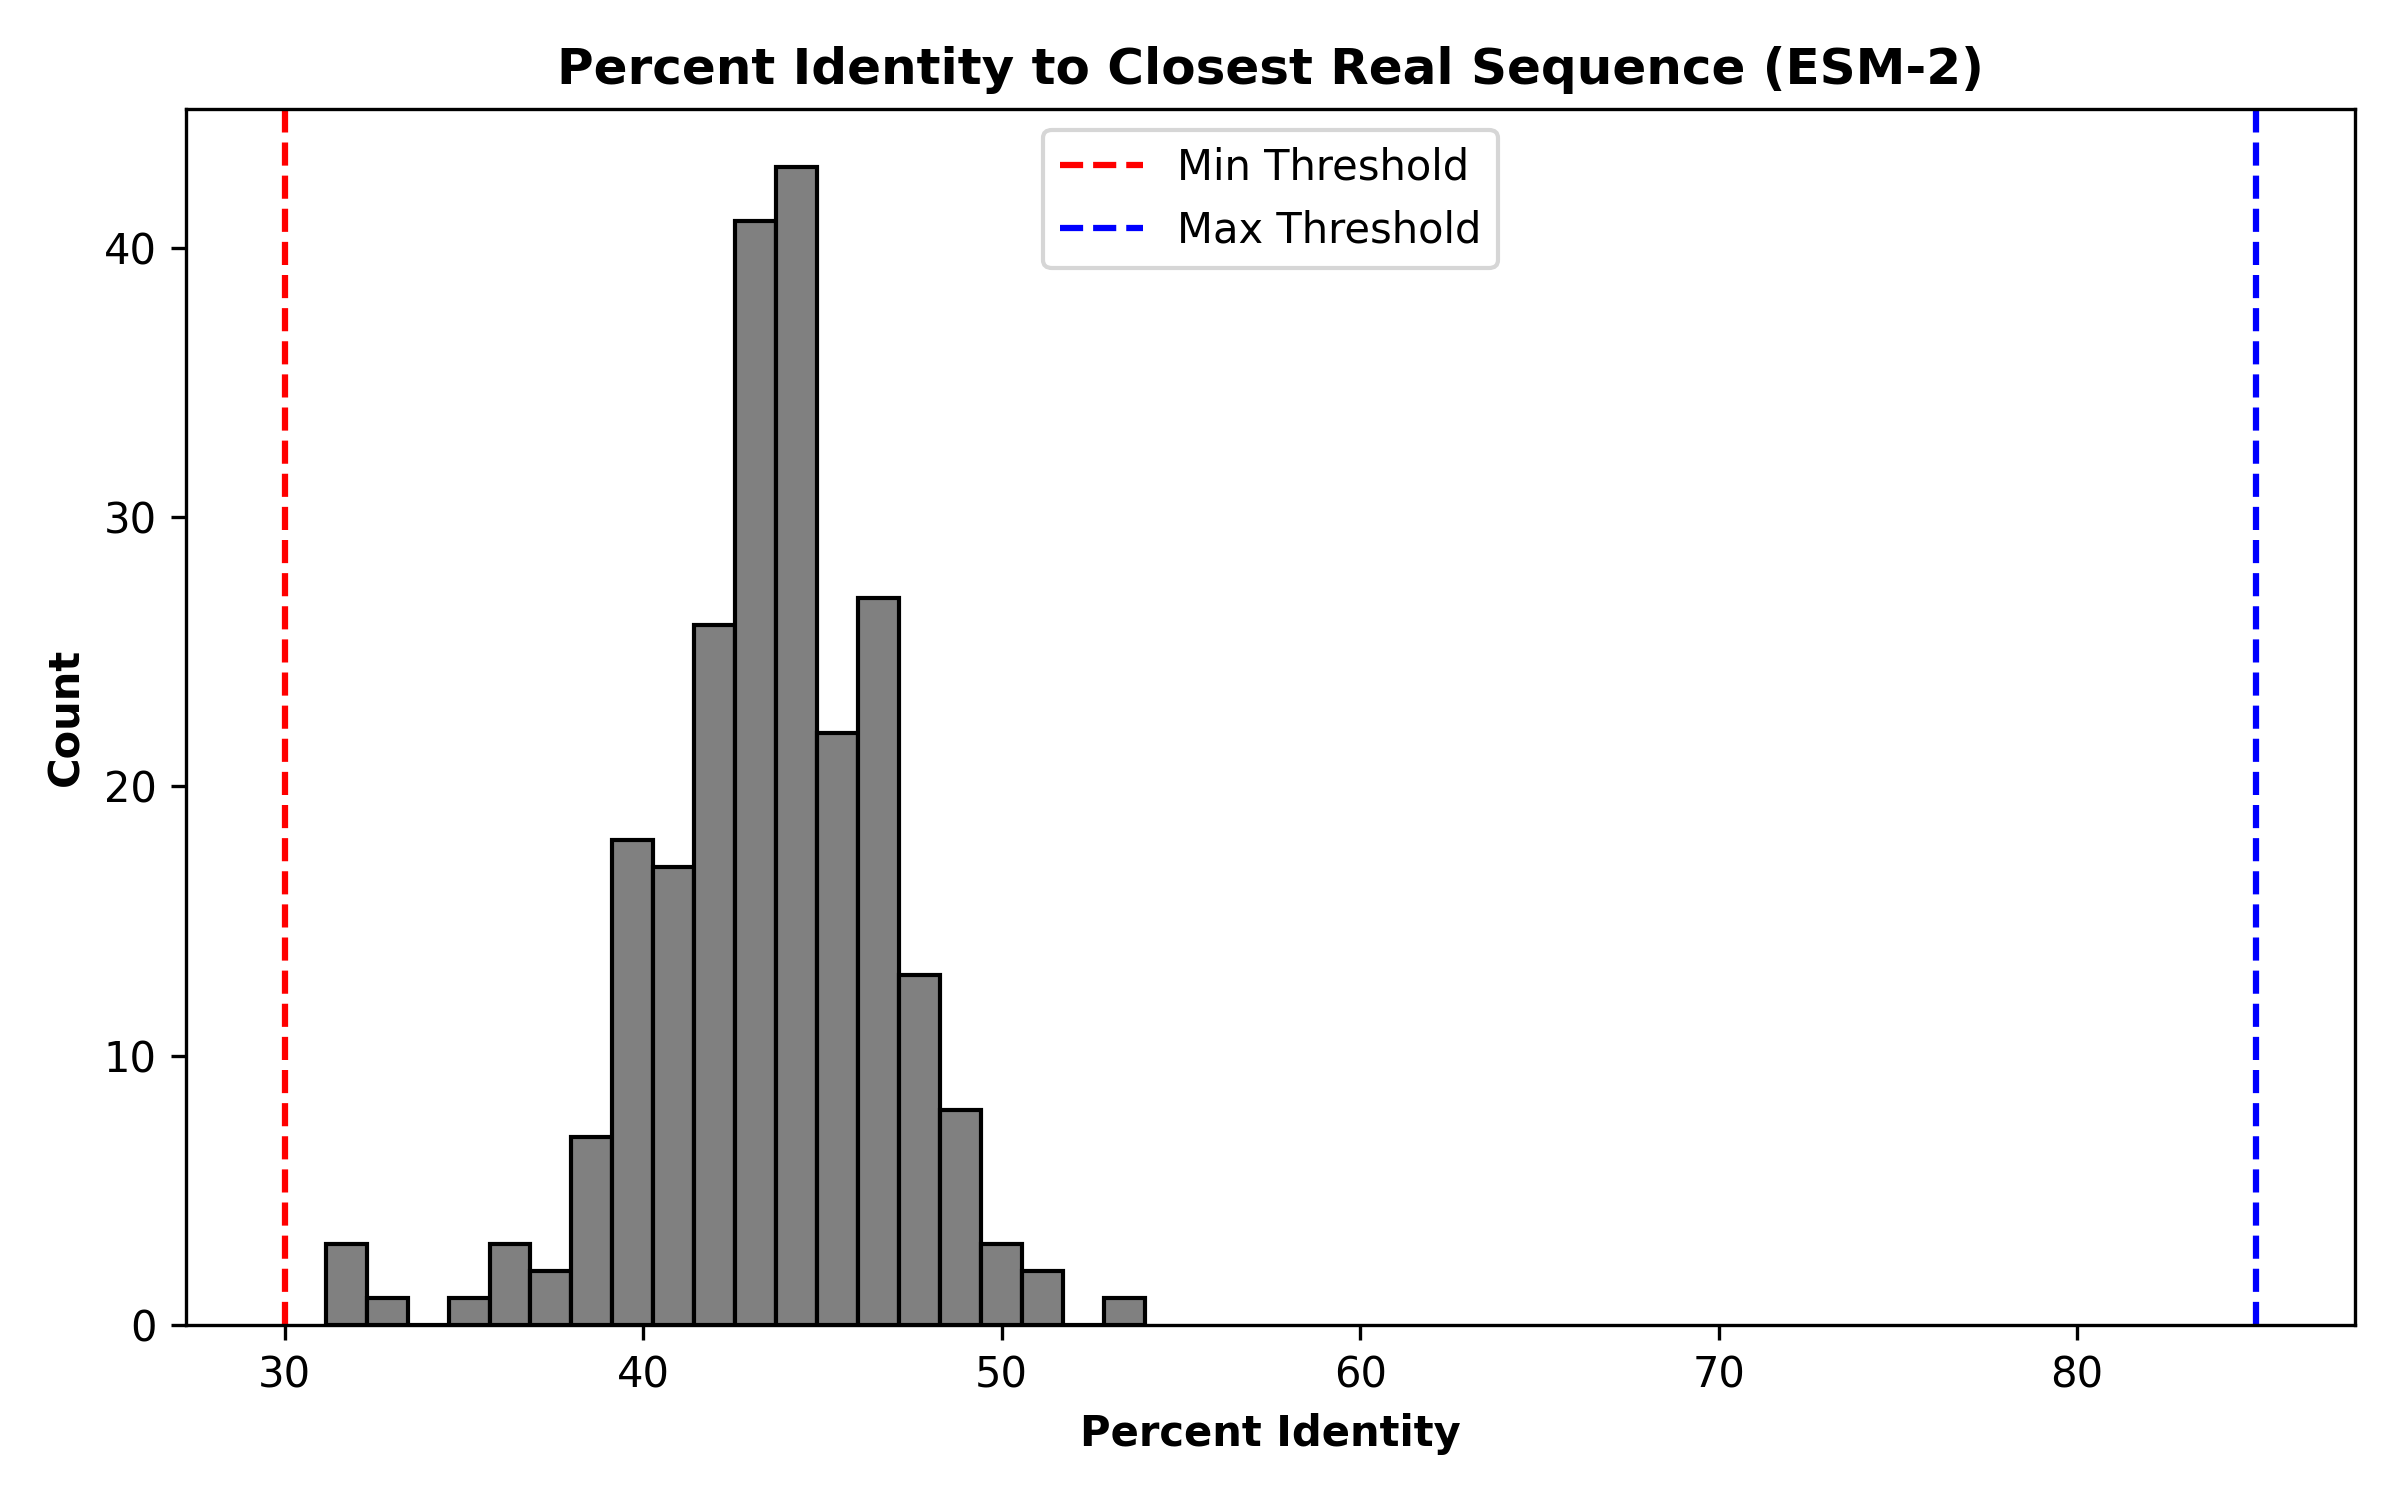 Percent Identity to Closest Real Sequence (ESM-2)
Min Threshold
Max Threshold
Count
40
30
20
10
0
30 40 50 60 70 80
Percent Identity